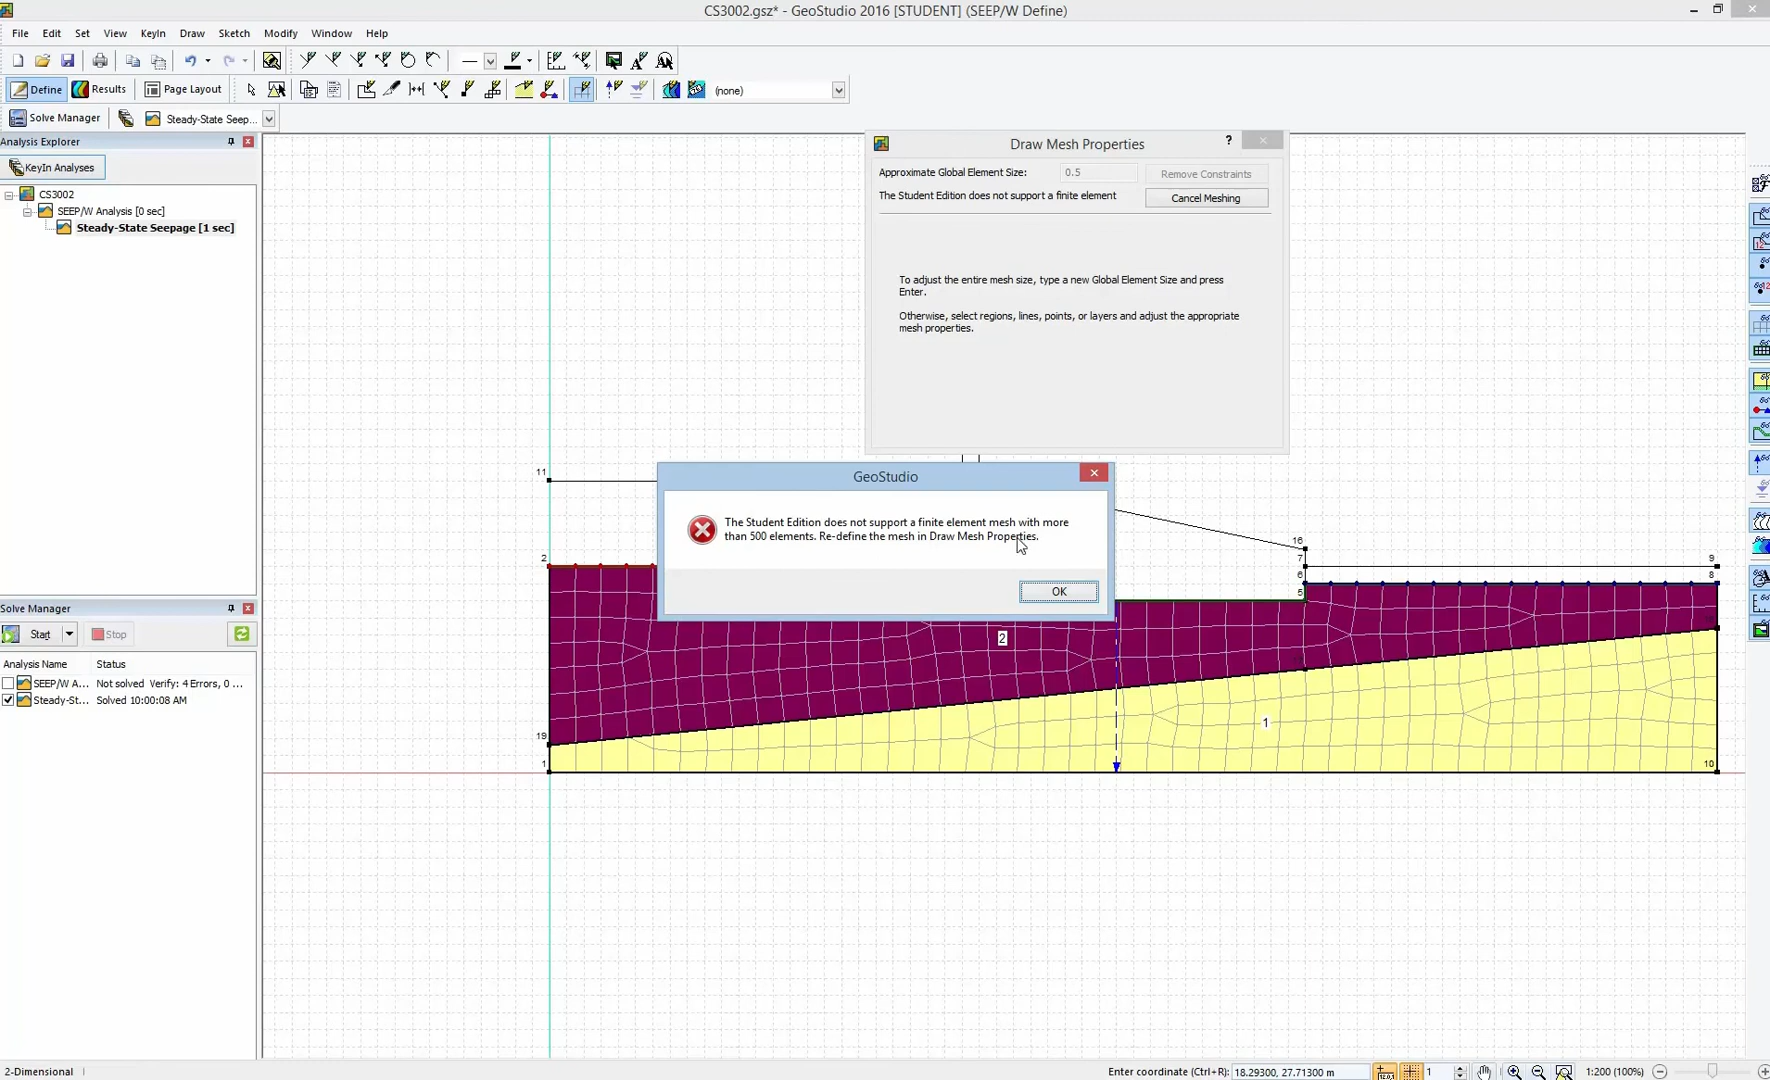 CS3002.gsz* - GeoStudio 2016 [STUDENT] (SEEP/W Define)
File Edit Set View KeyIn Draw Sketch Modify Window Help
Define Results Page Layout (none)
Solve Manager Steady-State Seep...
Analysis Explorer
KeyIn Analyses
CS3002
SEEP/W Analysis [0 sec]
Steady-State Seepage [1 sec]
Draw Mesh Properties ?
Approximate Global Element Size: 0.5 Remove Constraints
The Student Edition does not support a finite element Cancel Meshing
To adjust the entire mesh size, type a new Global Element Size and press
Enter.
Otherwise, select regions, lines, points, or layers and adjust the appropriate
mesh properties.
GeoStudio
The Student Edition does not support a finite element mesh with more
than 500 elements. Re-define the mesh in Draw Mesh Properties.
OK
11
2
16
7
6
5
9
8
2
19
1
1
10
Solve Manager
Start Stop
Analysis Name Status
SEEP/W A... Not solved Verify: 4 Errors, 0 ...
Steady-St... Solved 10:00:08 AM
2-Dimensional Enter coordinate (Ctrl+R): 18.29300, 27.71300 m 1 1:200 (100%)